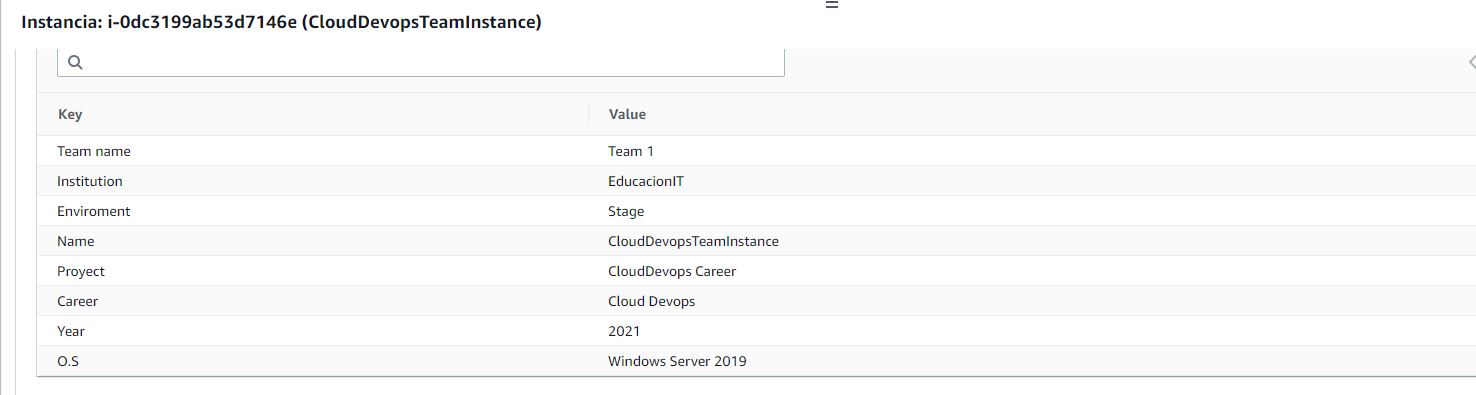 Instancia: i-0dc3199ab53d7146e (CloudDevopsTeamInstance)
Key Value
Team name Team 1
Institution EducacionIT
Enviroment Stage
Name CloudDevopsTeamInstance
Proyect CloudDevops Career
Career Cloud Devops
Year 2021
O.S Windows Server 2019